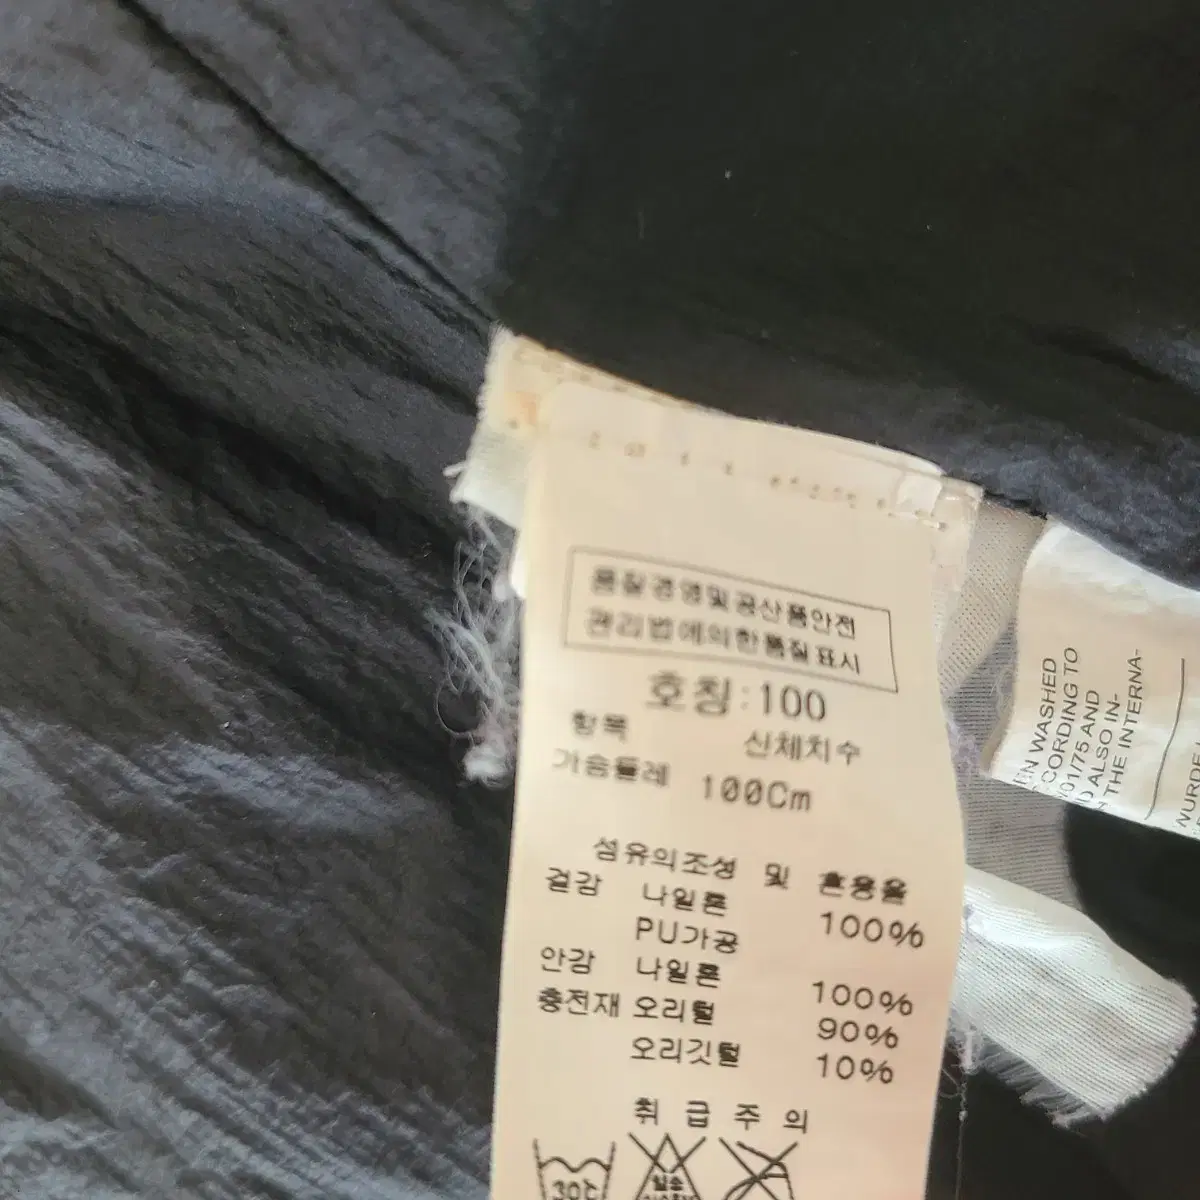 품질경영및공산품안전
관리법에의한품질표시
호칭:100
항목 신체치수
가슴둘레 100Cm
섬유의조성 및 혼용율
겉감 나일론 100%
PU가공
안감 나일론 100%
충전재 오리털 90%
오리깃털 10%
취급주의
30℃
WASHED
CORDING TO
01/75 AND
ALSO IN-
THE INTERNA-